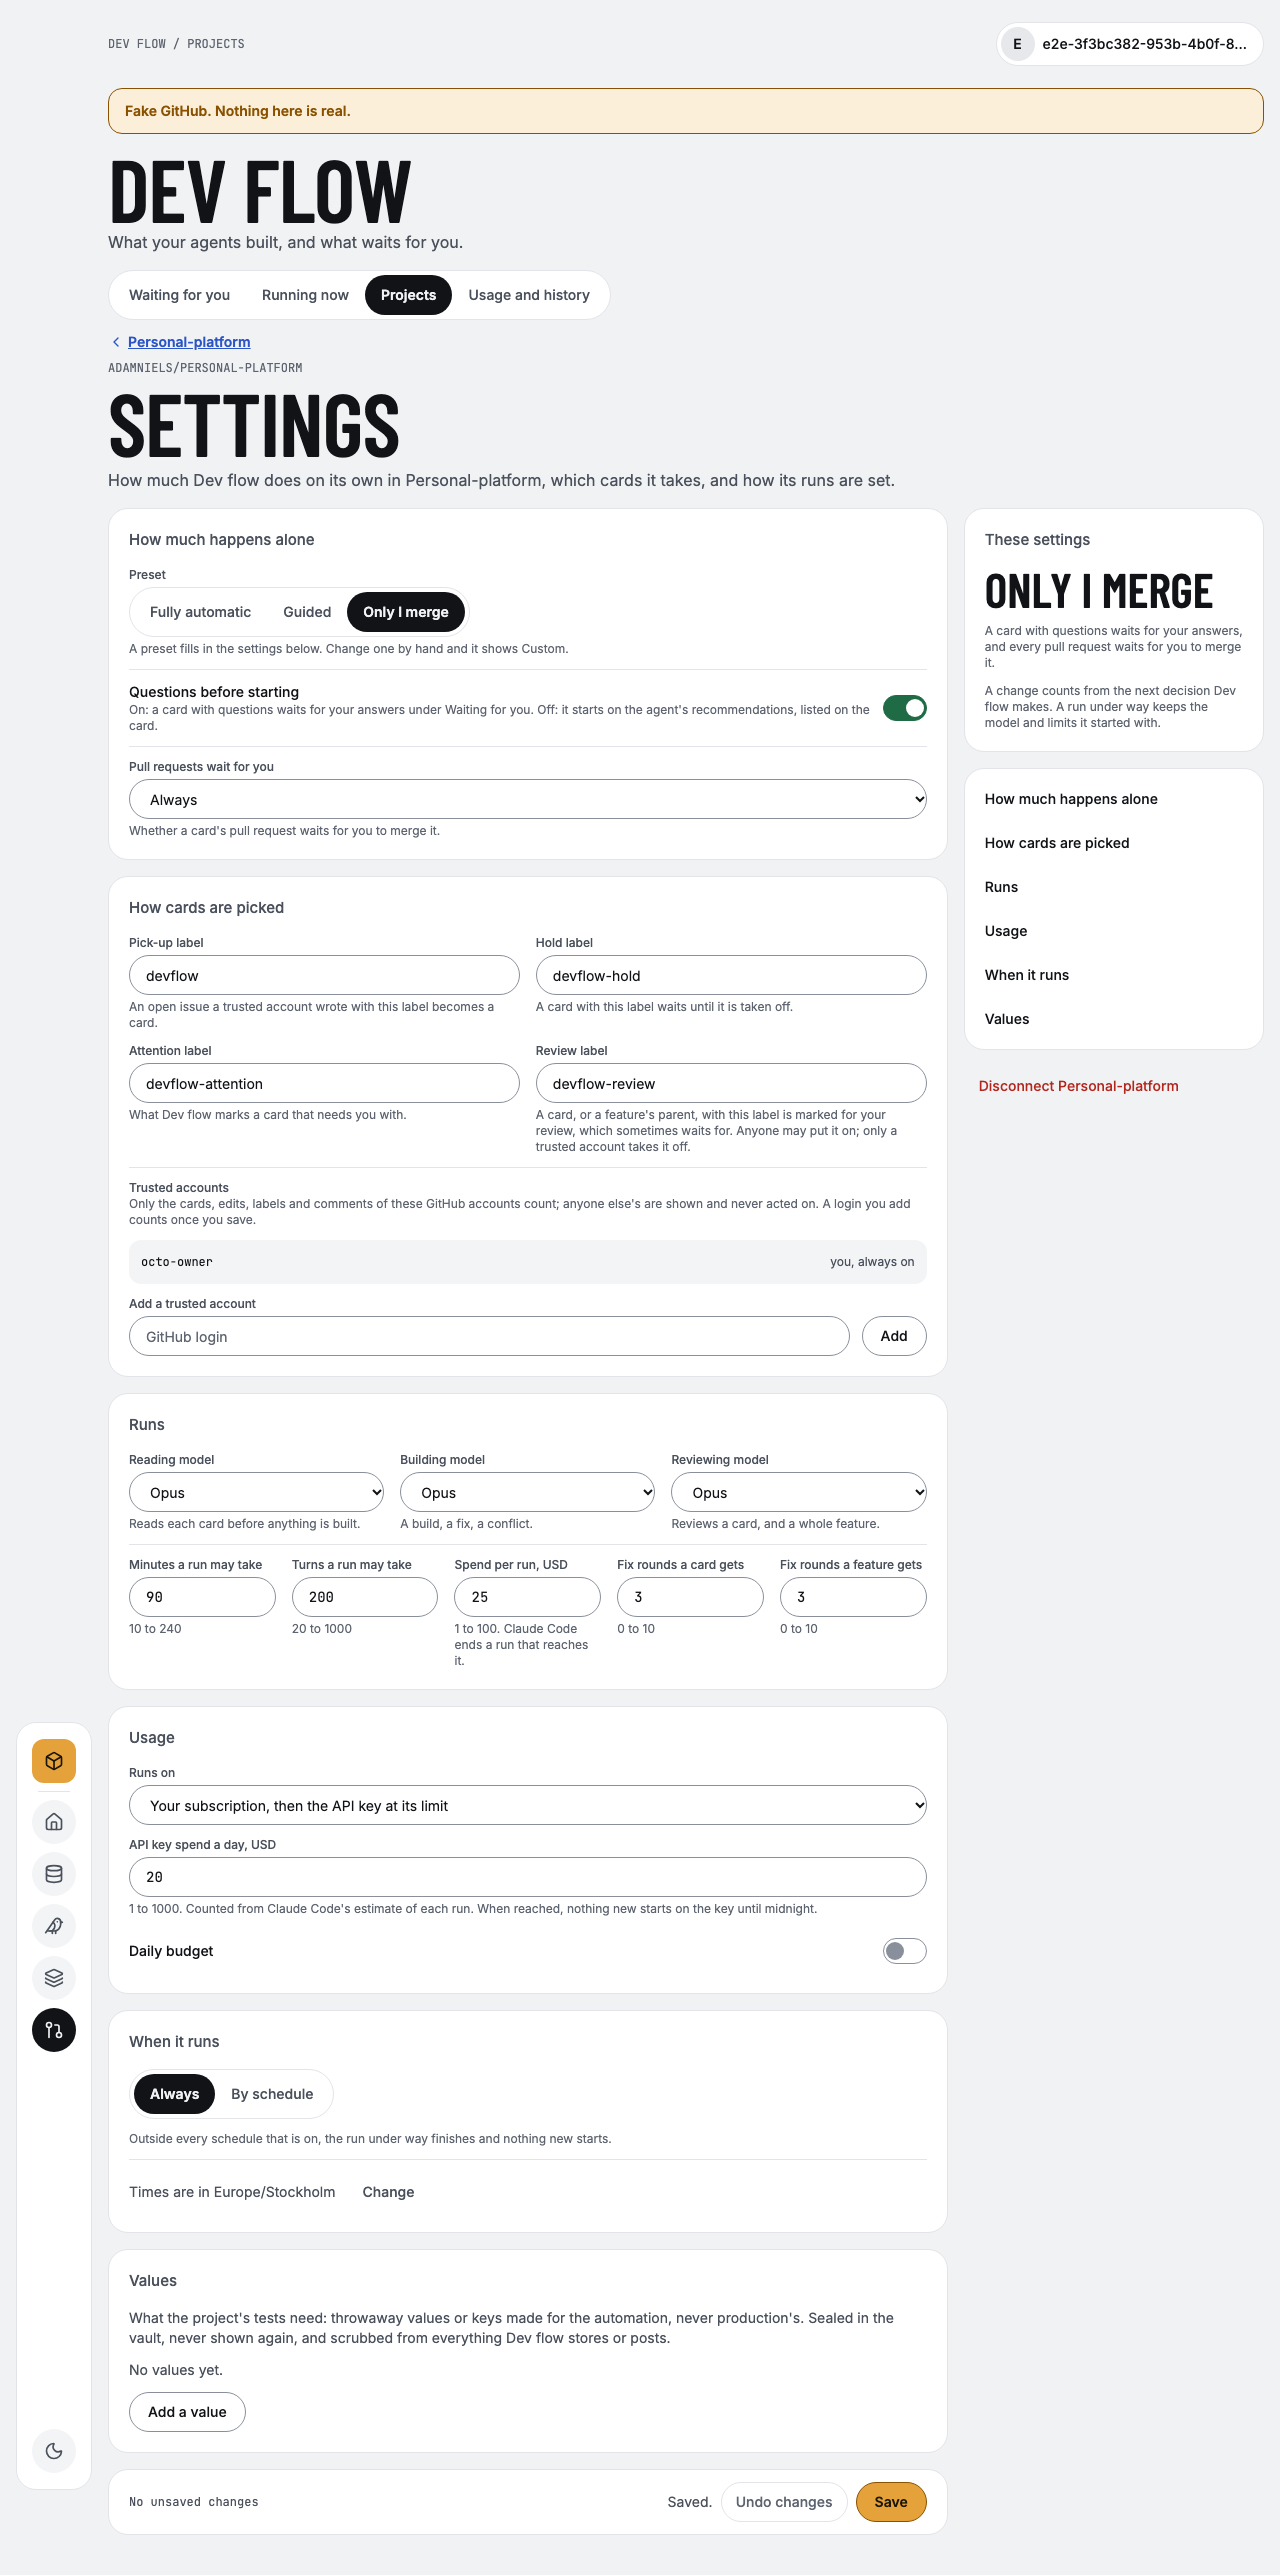 DEV FLOW / PROJECTS
E
e2e-3f3bc382-953b-4b0f-8...
Fake GitHub. Nothing here is real.
DEV FLOW
What your agents built, and what waits for you.
Waiting for you
Running now
Projects
Usage and history
Personal-platform
ADAMNIELS/PERSONAL-PLATFORM
SETTINGS
How much Dev flow does on its own in Personal-platform, which cards it takes, and how its runs are set.
How much happens alone
Preset
Fully automatic
Guided
Only I merge
A preset fills in the settings below. Change one by hand and it shows Custom.
Questions before starting
On: a card with questions waits for your answers under Waiting for you. Off: it starts on the agent's recommendations, listed on the
card.
Pull requests wait for you
Always
Whether a card's pull request waits for you to merge it.
How cards are picked
Pick-up label
devflow
An open issue a trusted account wrote with this label becomes a
card.
Hold label
devflow-hold
A card with this label waits until it is taken off.
Attention label
devflow-attention
What Dev flow marks a card that needs you with.
Review label
devflow-review
A card, or a feature's parent, with this label is marked for your
review, which sometimes waits for. Anyone may put it on; only a
trusted account takes it off.
Trusted accounts
Only the cards, edits, labels and comments of these GitHub accounts count; anyone else's are shown and never acted on. A login you add
counts once you save.
octo-owner
you, always on
Add a trusted account
GitHub login
Add
Runs
Reading model
Opus
Reads each card before anything is built.
Building model
Opus
A build, a fix, a conflict.
Reviewing model
Opus
Reviews a card, and a whole feature.
Minutes a run may take
90
10 to 240
Turns a run may take
200
20 to 1000
Spend per run, USD
25
1 to 100. Claude Code
ends a run that reaches
it.
Fix rounds a card gets
3
0 to 10
Fix rounds a feature gets
3
0 to 10
Usage
Runs on
Your subscription, then the API key at its limit
API key spend a day, USD
20
1 to 1000. Counted from Claude Code's estimate of each run. When reached, nothing new starts on the key until midnight.
Daily budget
When it runs
Always
By schedule
Outside every schedule that is on, the run under way finishes and nothing new starts.
Times are in Europe/Stockholm
Change
Values
What the project's tests need: throwaway values or keys made for the automation, never production's. Sealed in the
vault, never shown again, and scrubbed from everything Dev flow stores or posts.
No values yet.
Add a value
No unsaved changes
Saved.
Undo changes
Save
These settings
ONLY I MERGE
A card with questions waits for your answers,
and every pull request waits for you to merge
it.
A change counts from the next decision Dev
flow makes. A run under way keeps the
model and limits it started with.
How much happens alone
How cards are picked
Runs
Usage
When it runs
Values
Disconnect Personal-platform